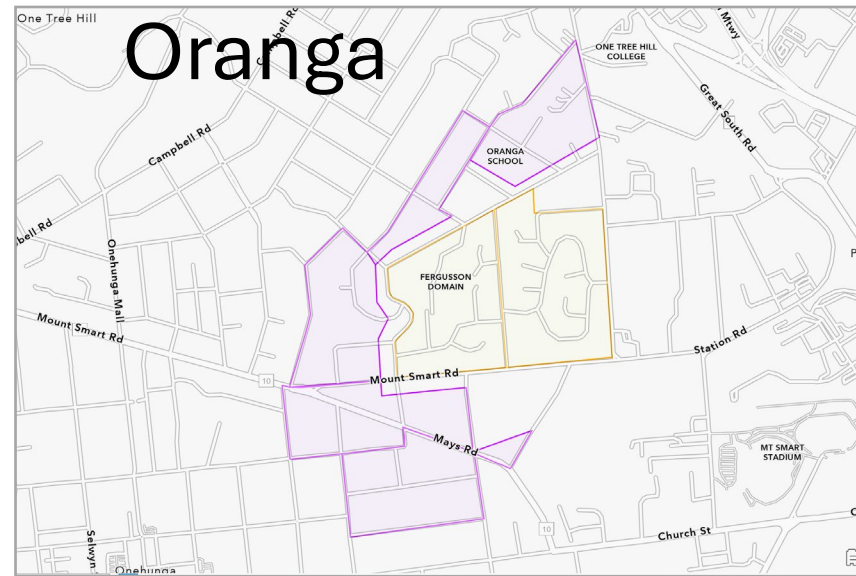 One Tree Hill
Oranga
Campbell Rd
ONE TREE HILL
COLLEGE
Mtwy
Great South Rd
Campbell Rd
ORANGA
SCHOOL
bell Rd
Onehunga Mall
FERGUSSON
DOMAIN
P
Mount Smart Rd
Station Rd
10
Mount Smart Rd
Mays Rd
MT SMART
STADIUM
10
Church St
C
Selwyn
Onehunga